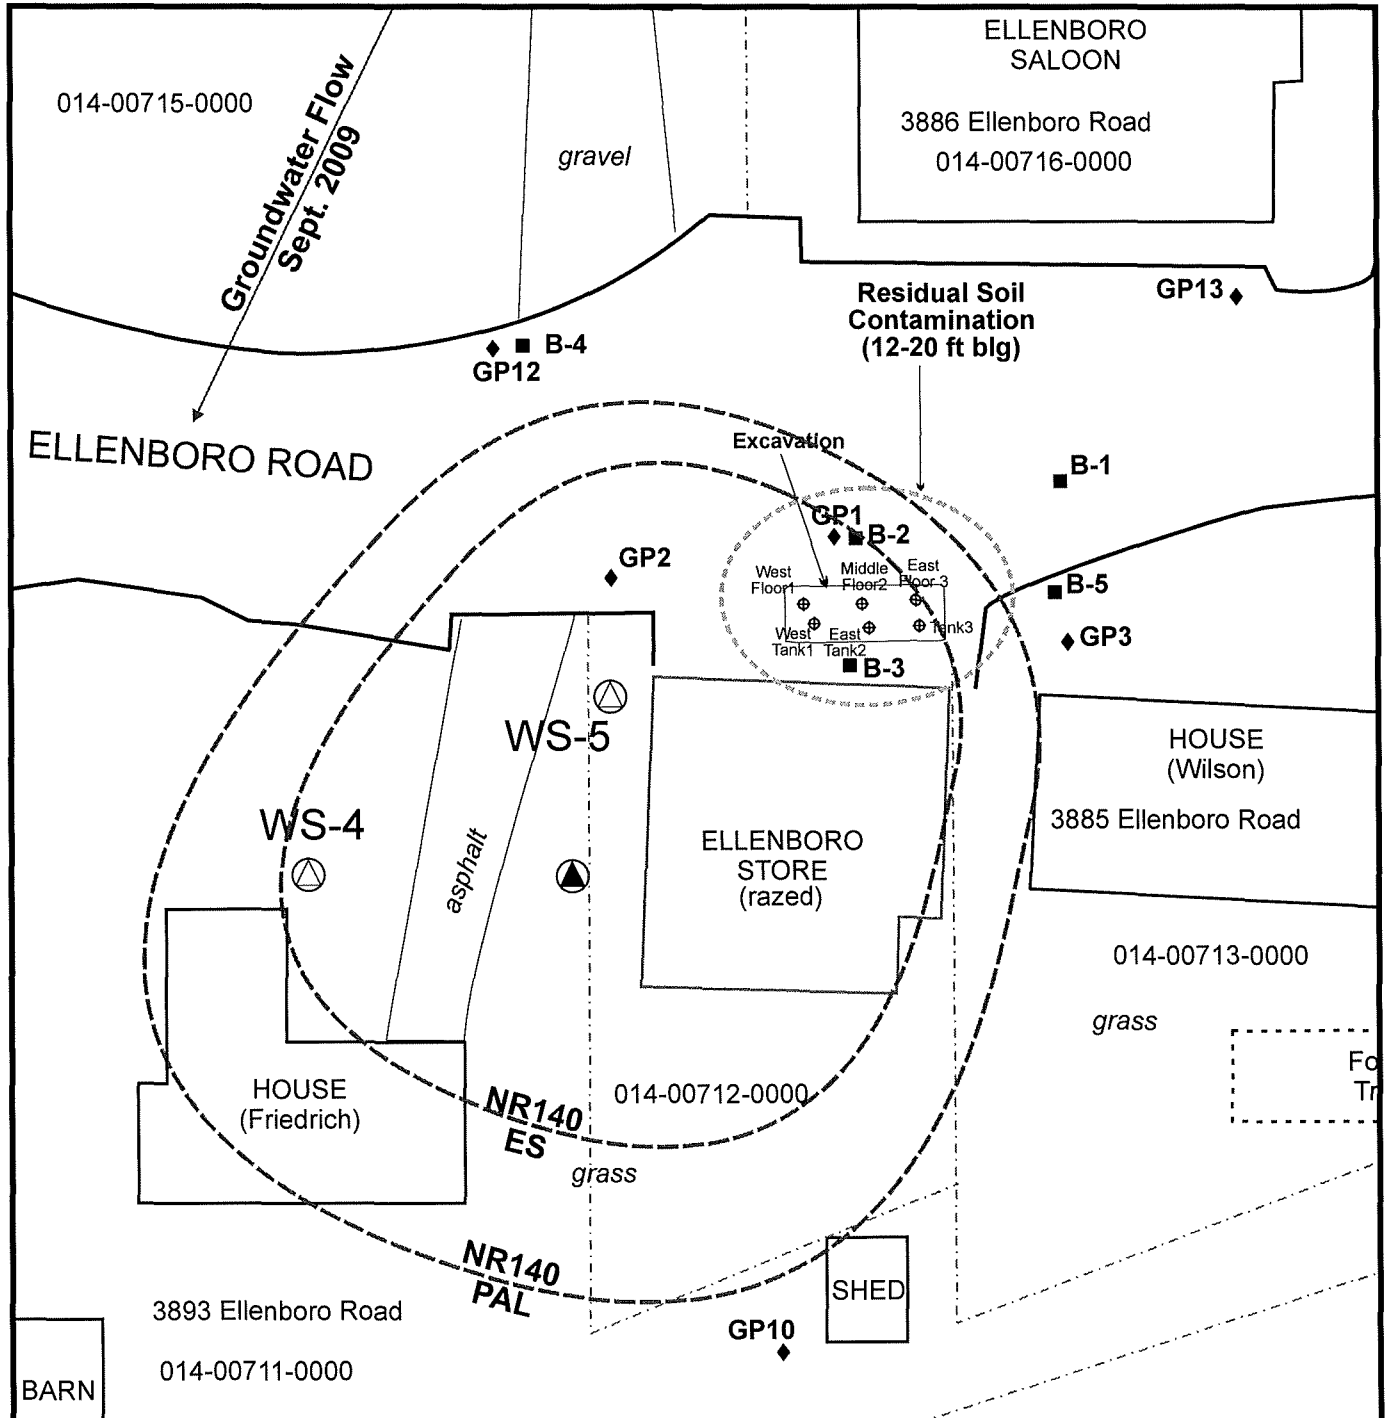 ELLENBORO
SALOON
3886 Ellenboro Road
014-00716-0000
014-00715-0000
Groundwater Flow
Sept. 2009
gravel
GP13
Residual Soil
Contamination
(12-20 ft blg)
B-4
GP12
ELLENBORO ROAD
Excavation
B-1
GP1
B-2
GP2
West
Floor1
Middle
Floor2
East
Floor 3
B-5
West
Tank1
East
Tank2
Tank3
GP3
B-3
WS-5
HOUSE
(Wilson)
3885 Ellenboro Road
WS-4
asphalt
ELLENBORO
STORE
(razed)
014-00713-0000
grass
Fo
Tr
HOUSE
(Friedrich)
014-00712-0000
NR140
ES
grass
NR140
PAL
SHED
3893 Ellenboro Road
GP10
014-00711-0000
BARN